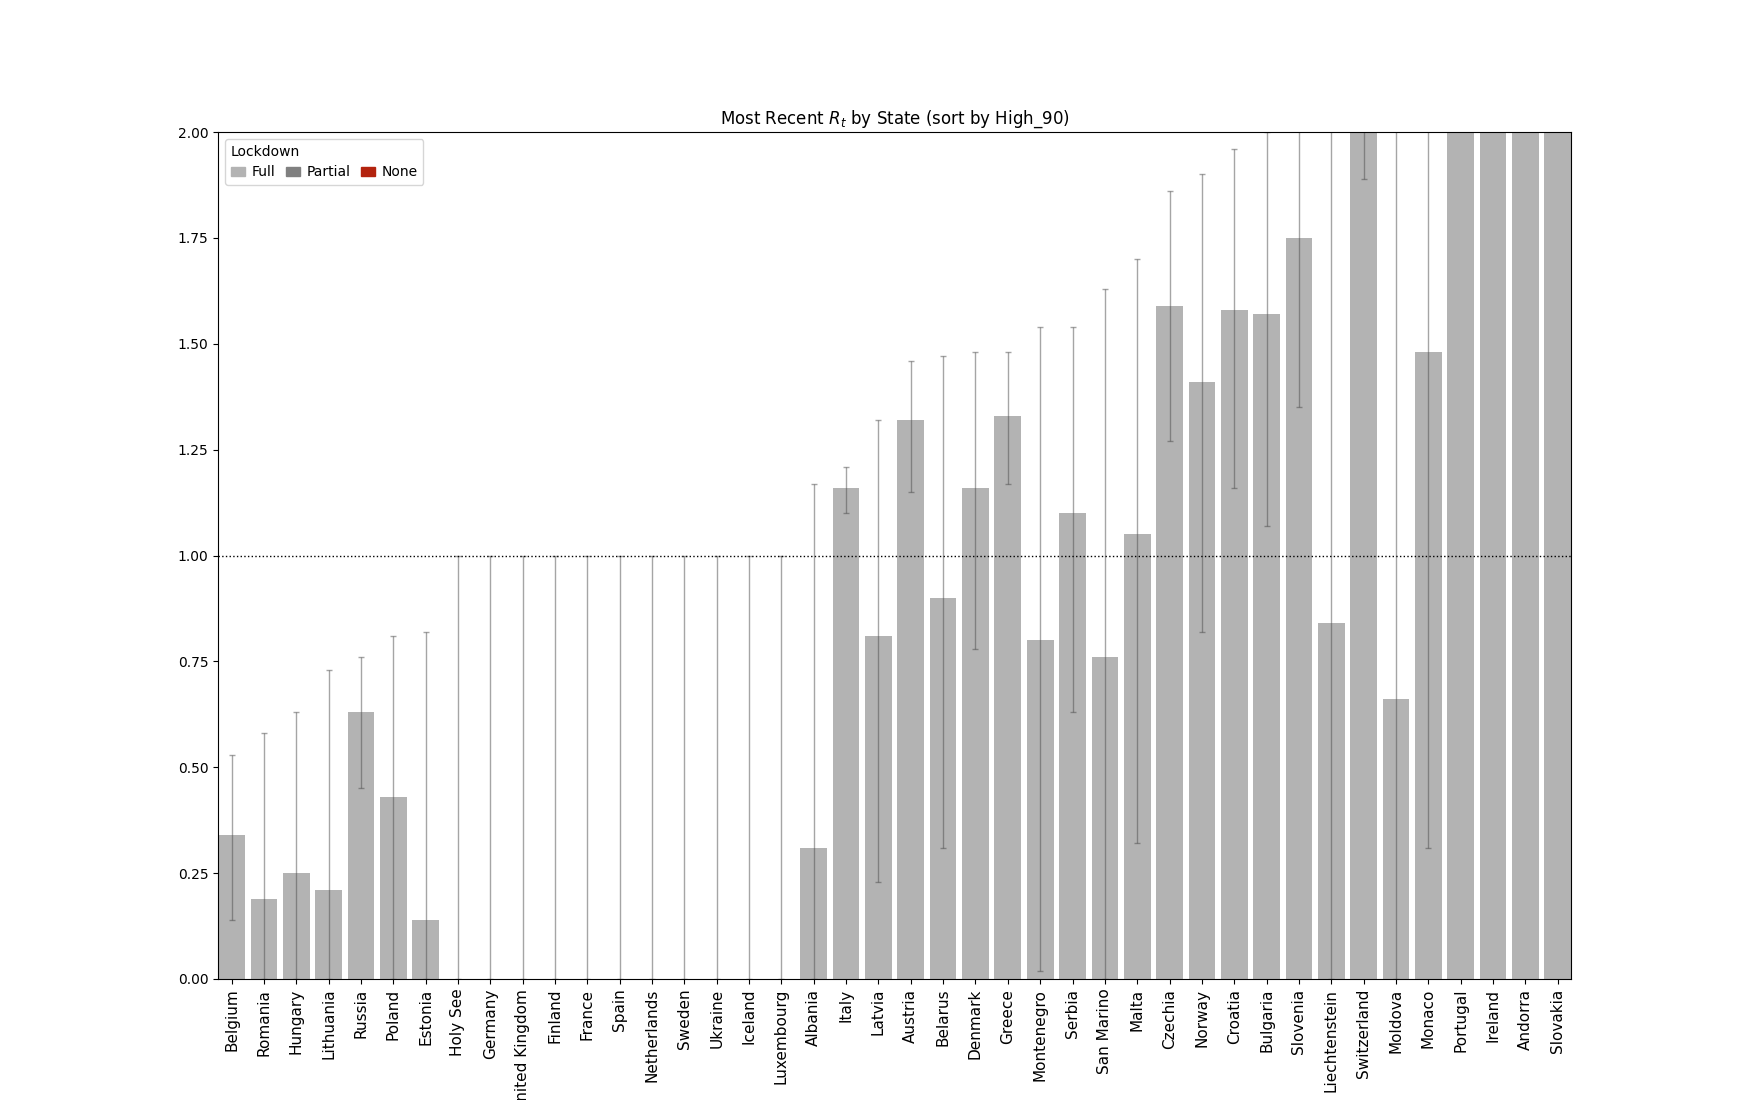 Most Recent R_t by State (sort by High_90)
Lockdown
Full Partial None
2.00
1.75
1.50
1.25
1.00
0.75
0.50
0.25
0.00
Belgium
Romania
Hungary
Lithuania
Russia
Poland
Estonia
Holy See
Germany
nited Kingdom
Finland
France
Spain
Netherlands
Sweden
Ukraine
Iceland
Luxembourg
Albania
Italy
Latvia
Austria
Belarus
Denmark
Greece
Montenegro
Serbia
San Marino
Malta
Czechia
Norway
Croatia
Bulgaria
Slovenia
Liechtenstein
Switzerland
Moldova
Monaco
Portugal
Ireland
Andorra
Slovakia